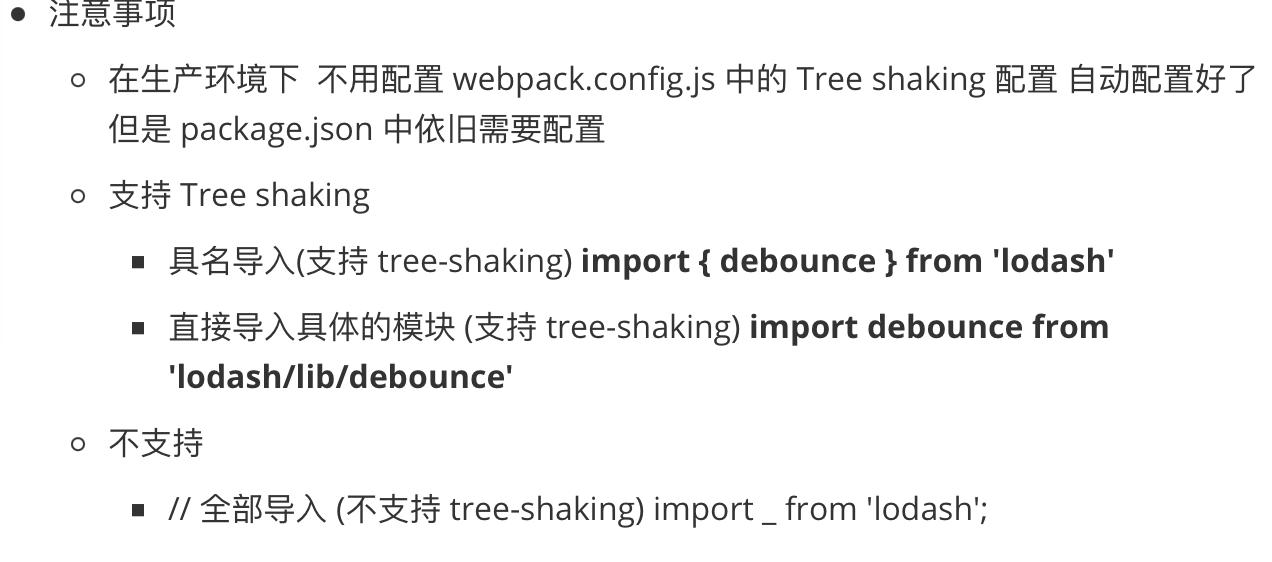 注意事项
在生产环境下 不用配置 webpack.config.js 中的 Tree shaking 配置 自动配置好了
但是 package.json 中依旧需要配置
支持 Tree shaking
具名导入(支持 tree-shaking) import { debounce } from 'lodash'
直接导入具体的模块 (支持 tree-shaking) import debounce from
'lodash/lib/debounce'
不支持
// 全部导入 (不支持 tree-shaking) import _ from 'lodash';